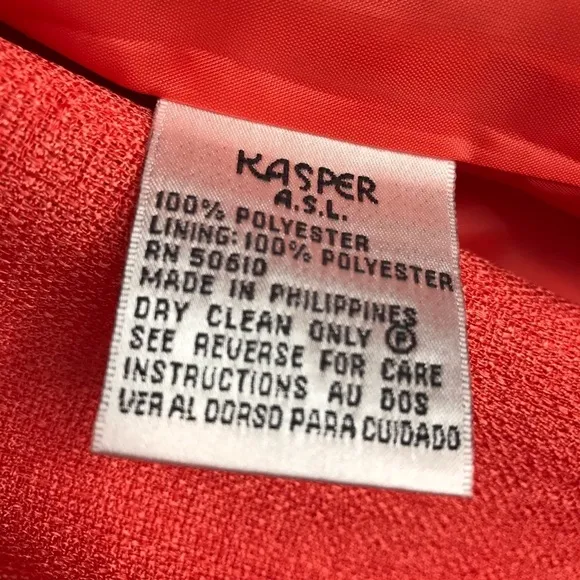 KASPER
A.S.L.
100% POLYESTER
LINING: 100% POLYESTER
RN 50610
MADE IN PHILIPPINES
DRY CLEAN ONLY Ⓟ
SEE REVERSE FOR CARE
INSTRUCTIONS AU DOS
VER AL DORSO PARA CUIDADO